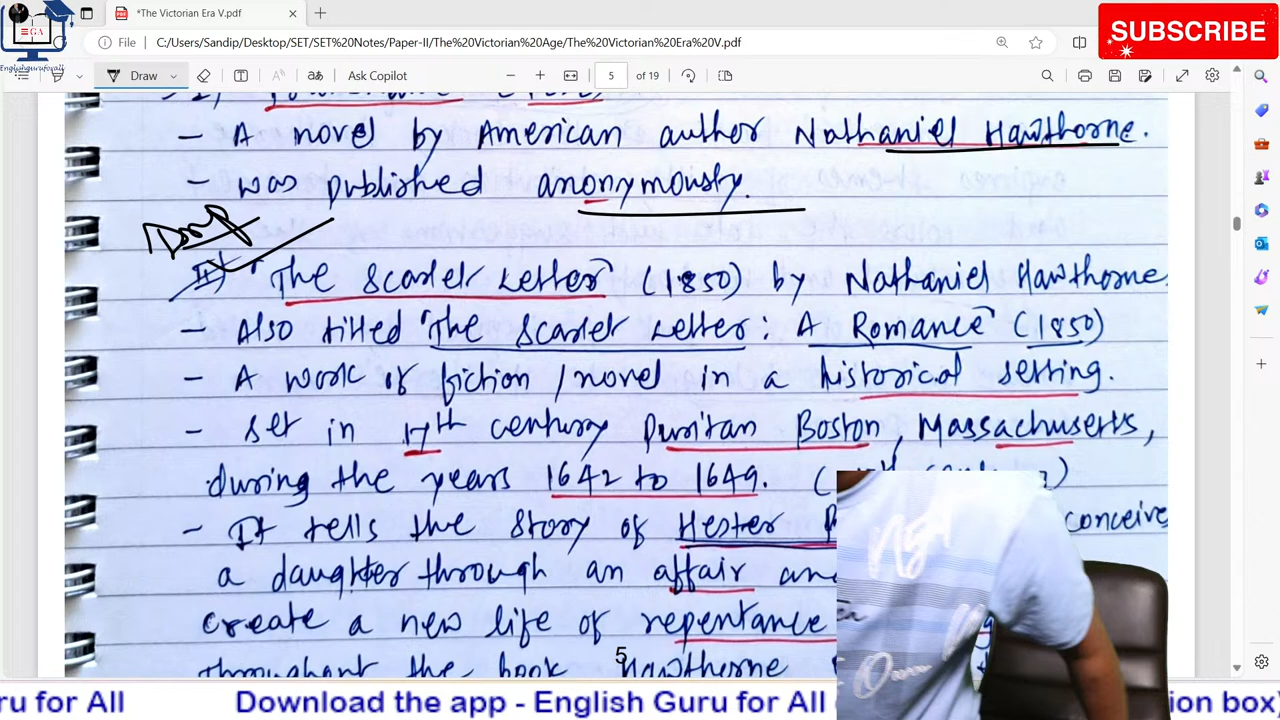 *The Victorian Era V.pdf
SUBSCRIBE
EGA
Englishguruforall
File
C:/Users/Sandip/Desktop/SET/SET%20Notes/Paper-II/The%20Victorian%20Age/The%20Victorian%20Era%20V.pdf
Draw
Ask Copilot
5 of 19
- A novel by American author Nathaniel Hawthorne.
- was published anonymously.
"The Scarlet Letter" (1850) by Nathaniel Hawthorne
- Also titled "The Scarlet Letter: A Romance" (1850)
- A work of fiction / novel in a historical setting.
- set in 17th century Puritan Boston, Massachusetts,
during the years 1642 to 1649.
- It tells the story of Hester
conceive
a daughter through an affair
create a new life of repentance
throughout the book Hawthorne
5
ru for All
Download the app - English Guru for All
ion box)